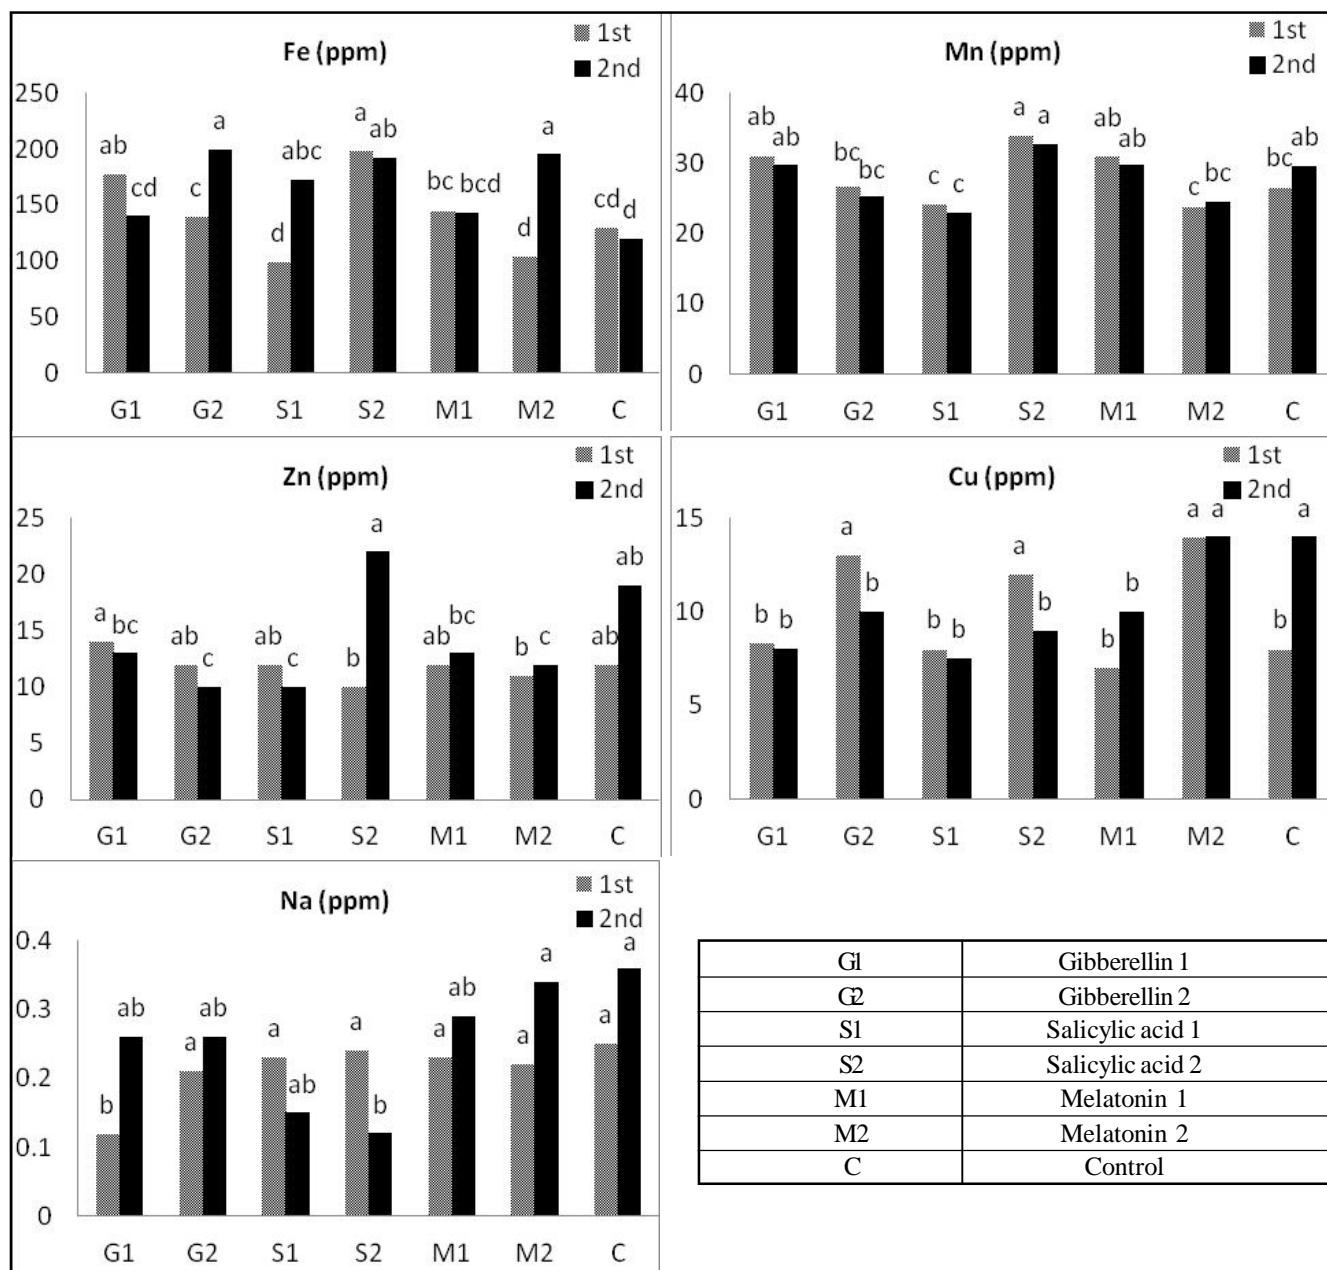 Fe (ppm)
1st
2nd
250
200
150
100
50
0
ab cd c a d abc a ab bc bcd d a cd d
G1 G2 S1 S2 M1 M2 C
Mn (ppm)
1st
2nd
40
30
20
10
0
ab ab bc bc c c a a ab ab c bc bc ab
G1 G2 S1 S2 M1 M2 C
Zn (ppm)
1st
2nd
25
20
15
10
5
0
a bc ab c ab c b a ab bc b c ab ab
G1 G2 S1 S2 M1 M2 C
Cu (ppm)
1st
2nd
15
10
5
0
b b a b b b a b b b a a b a
G1 G2 S1 S2 M1 M2 C
Na (ppm)
1st
2nd
0.4
0.3
0.2
0.1
0
b ab a ab a ab a b a ab a a a a
G1 G2 S1 S2 M1 M2 C
G1 Gibberellin 1
G2 Gibberellin 2
S1 Salicylic acid 1
S2 Salicylic acid 2
M1 Melatonin 1
M2 Melatonin 2
C Control